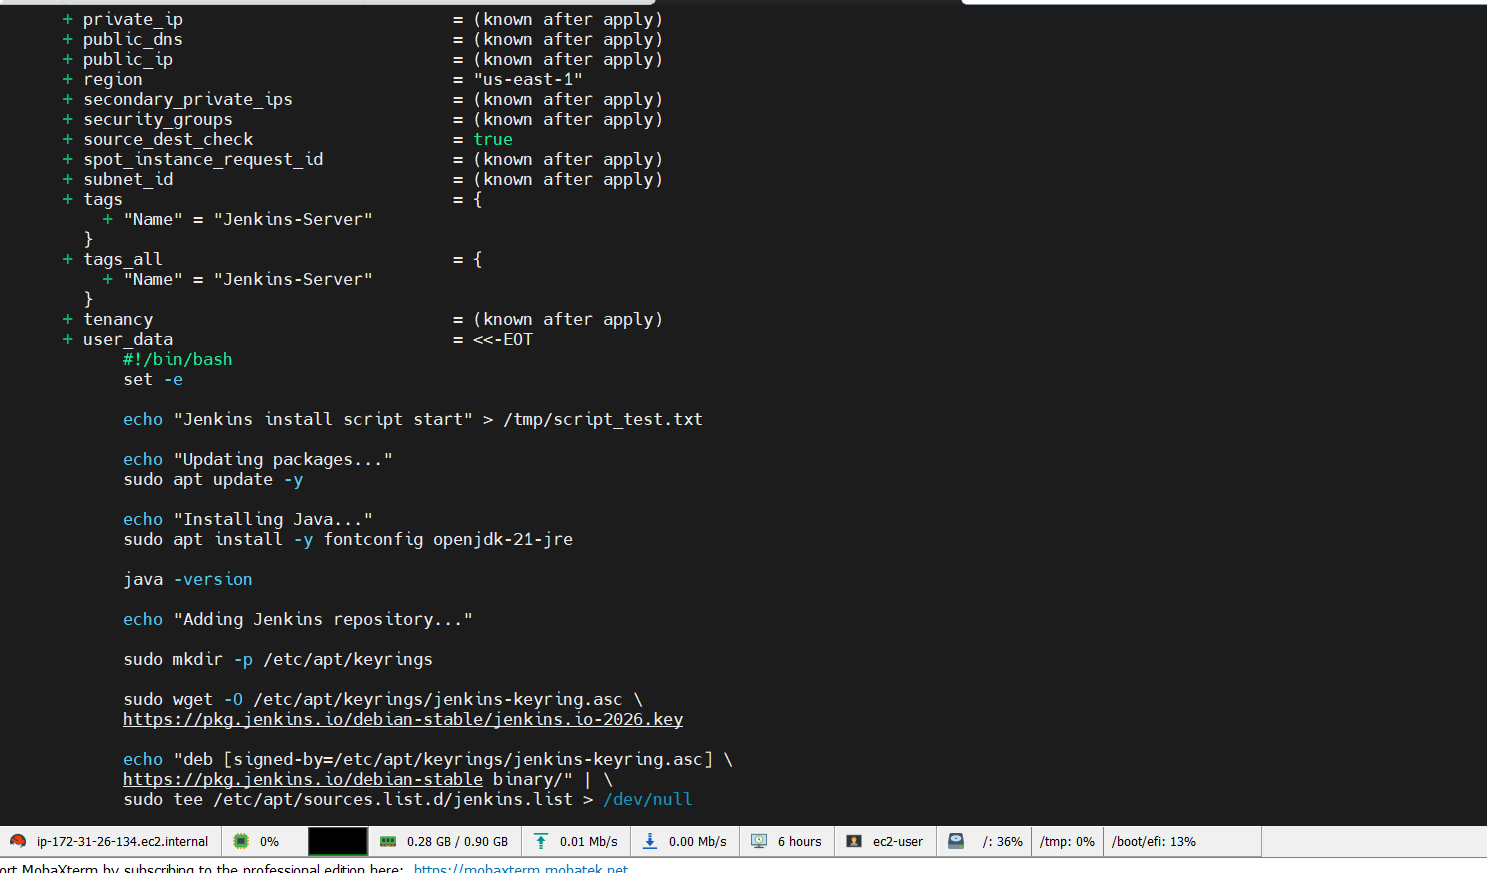 + private_ip = (known after apply)
+ public_dns = (known after apply)
+ public_ip = (known after apply)
+ region = "us-east-1"
+ secondary_private_ips = (known after apply)
+ security_groups = (known after apply)
+ source_dest_check = true
+ spot_instance_request_id = (known after apply)
+ subnet_id = (known after apply)
+ tags = {
+ "Name" = "Jenkins-Server"
}
+ tags_all = {
+ "Name" = "Jenkins-Server"
}
+ tenancy = (known after apply)
+ user_data = <<-EOT
#!/bin/bash
set -e
echo "Jenkins install script start" > /tmp/script_test.txt
echo "Updating packages..."
sudo apt update -y
echo "Installing Java..."
sudo apt install -y fontconfig openjdk-21-jre
java -version
echo "Adding Jenkins repository..."
sudo mkdir -p /etc/apt/keyrings
sudo wget -O /etc/apt/keyrings/jenkins-keyring.asc \
https://pkg.jenkins.io/debian-stable/jenkins.io-2026.key
echo "deb [signed-by=/etc/apt/keyrings/jenkins-keyring.asc] \
https://pkg.jenkins.io/debian-stable binary/" | \
sudo tee /etc/apt/sources.list.d/jenkins.list > /dev/null
ip-172-31-26-134.ec2.internal 0% 0.28 GB / 0.90 GB 0.01 Mb/s 0.00 Mb/s 6 hours ec2-user /: 36% /tmp: 0% /boot/efi: 13%
ort MobaXterm by subscribing to the professional edition here: https://mobaxterm.mobatek.net